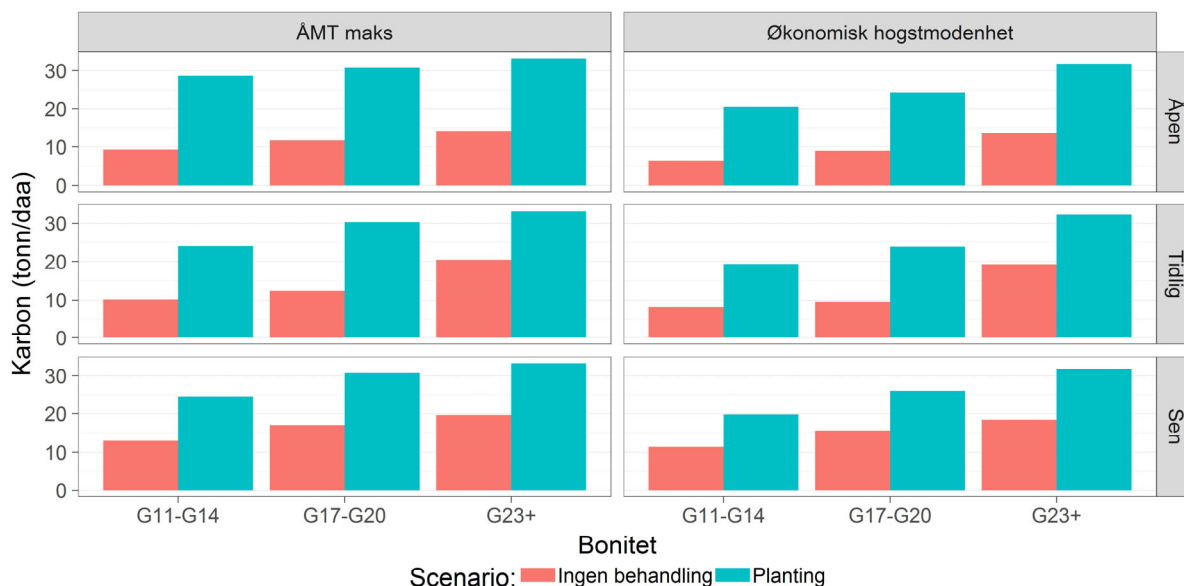 ÅMT maks
Økonomisk hogstmodenhet
Karbon (tonn/daa)
30
20
10
0
Åpen
30
20
10
0
Tidlig
30
20
10
0
Sen
G11-G14 G17-G20 G23+ G11-G14 G17-G20 G23+
Bonitet
Scenario: Ingen behandling Planting